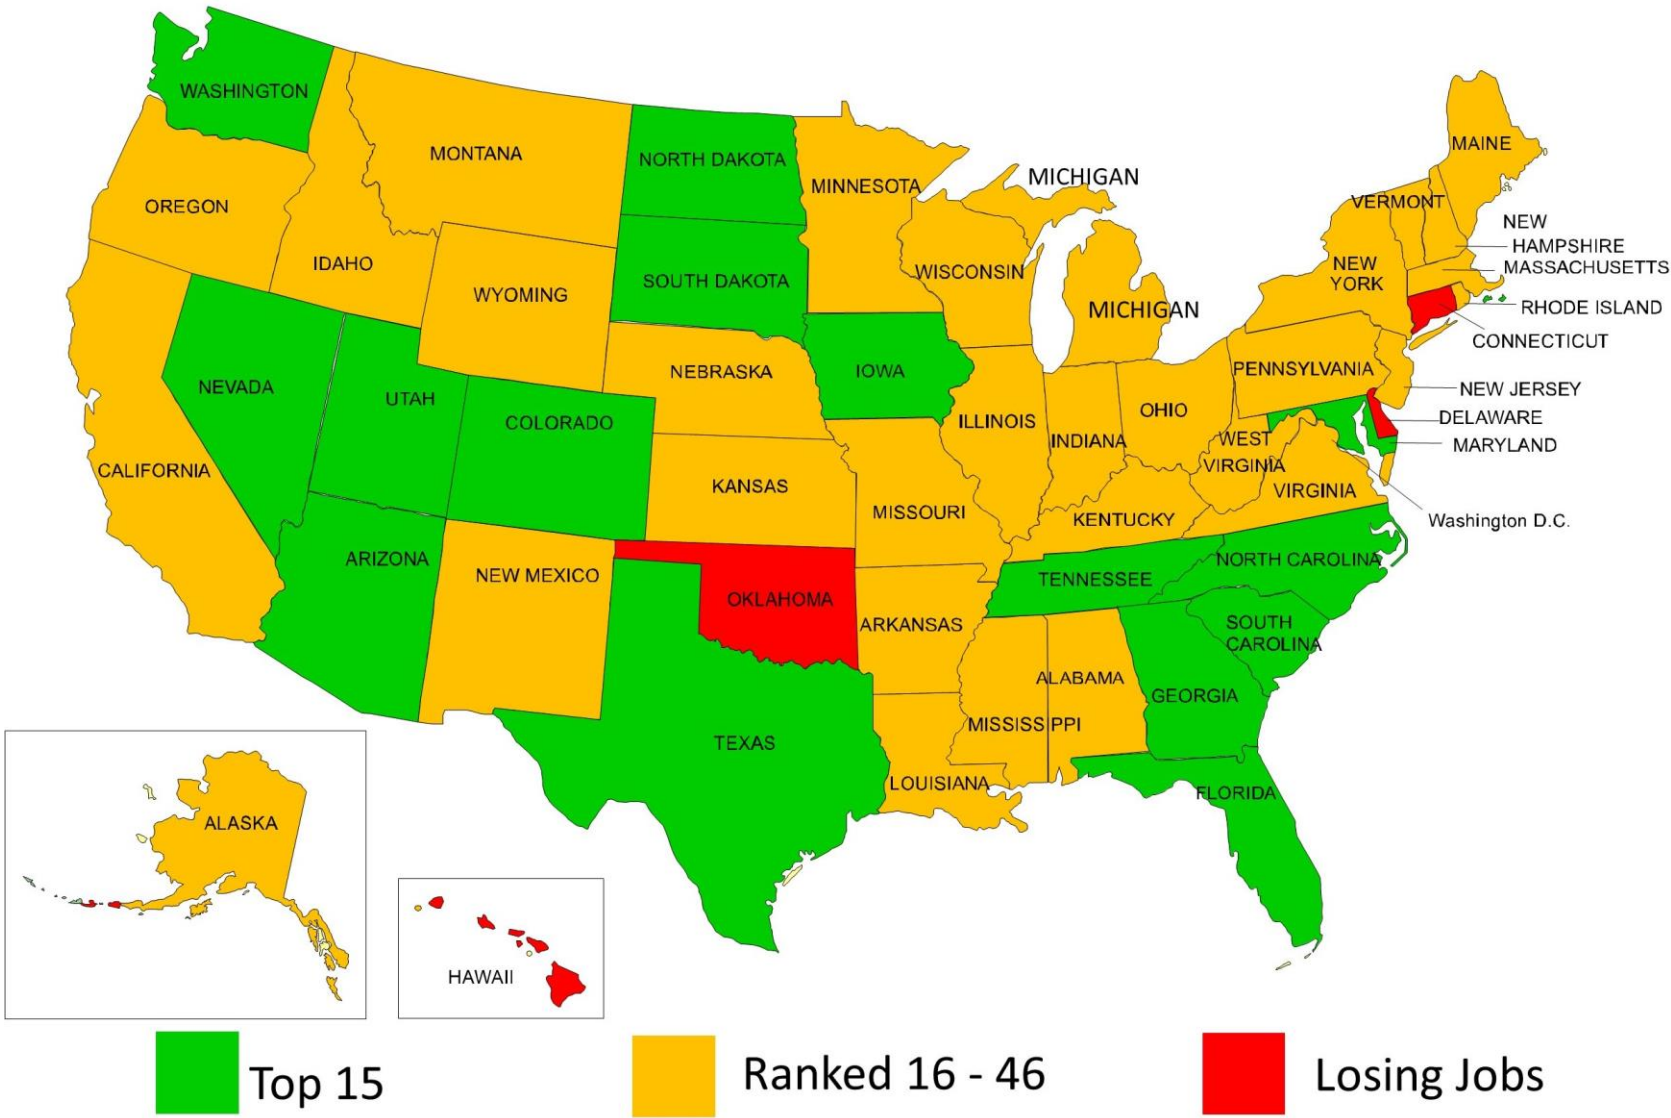 WASHINGTON
MONTANA
NORTH DAKOTA
MINNESOTA
MICHIGAN
MAINE
VERMONT
OREGON
IDAHO
WYOMING
SOUTH DAKOTA
WISCONSIN
MICHIGAN
NEW
YORK
NEW
HAMPSHIRE
MASSACHUSETTS
RHODE ISLAND
CONNECTICUT
NEVADA
UTAH
COLORADO
NEBRASKA
IOWA
ILLINOIS
INDIANA
OHIO
PENNSYLVANIA
NEW JERSEY
DELAWARE
MARYLAND
CALIFORNIA
KANSAS
MISSOURI
KENTUCKY
WEST
VIRGINIA
VIRGINIA
Washington D.C.
ARIZONA
NEW MEXICO
OKLAHOMA
ARKANSAS
TENNESSEE
NORTH CAROLINA
SOUTH
CAROLINA
TEXAS
LOUISIANA
MISSISSIPPI
ALABAMA
GEORGIA
FLORIDA
ALASKA
HAWAII
Top 15
Ranked 16 - 46
Losing Jobs